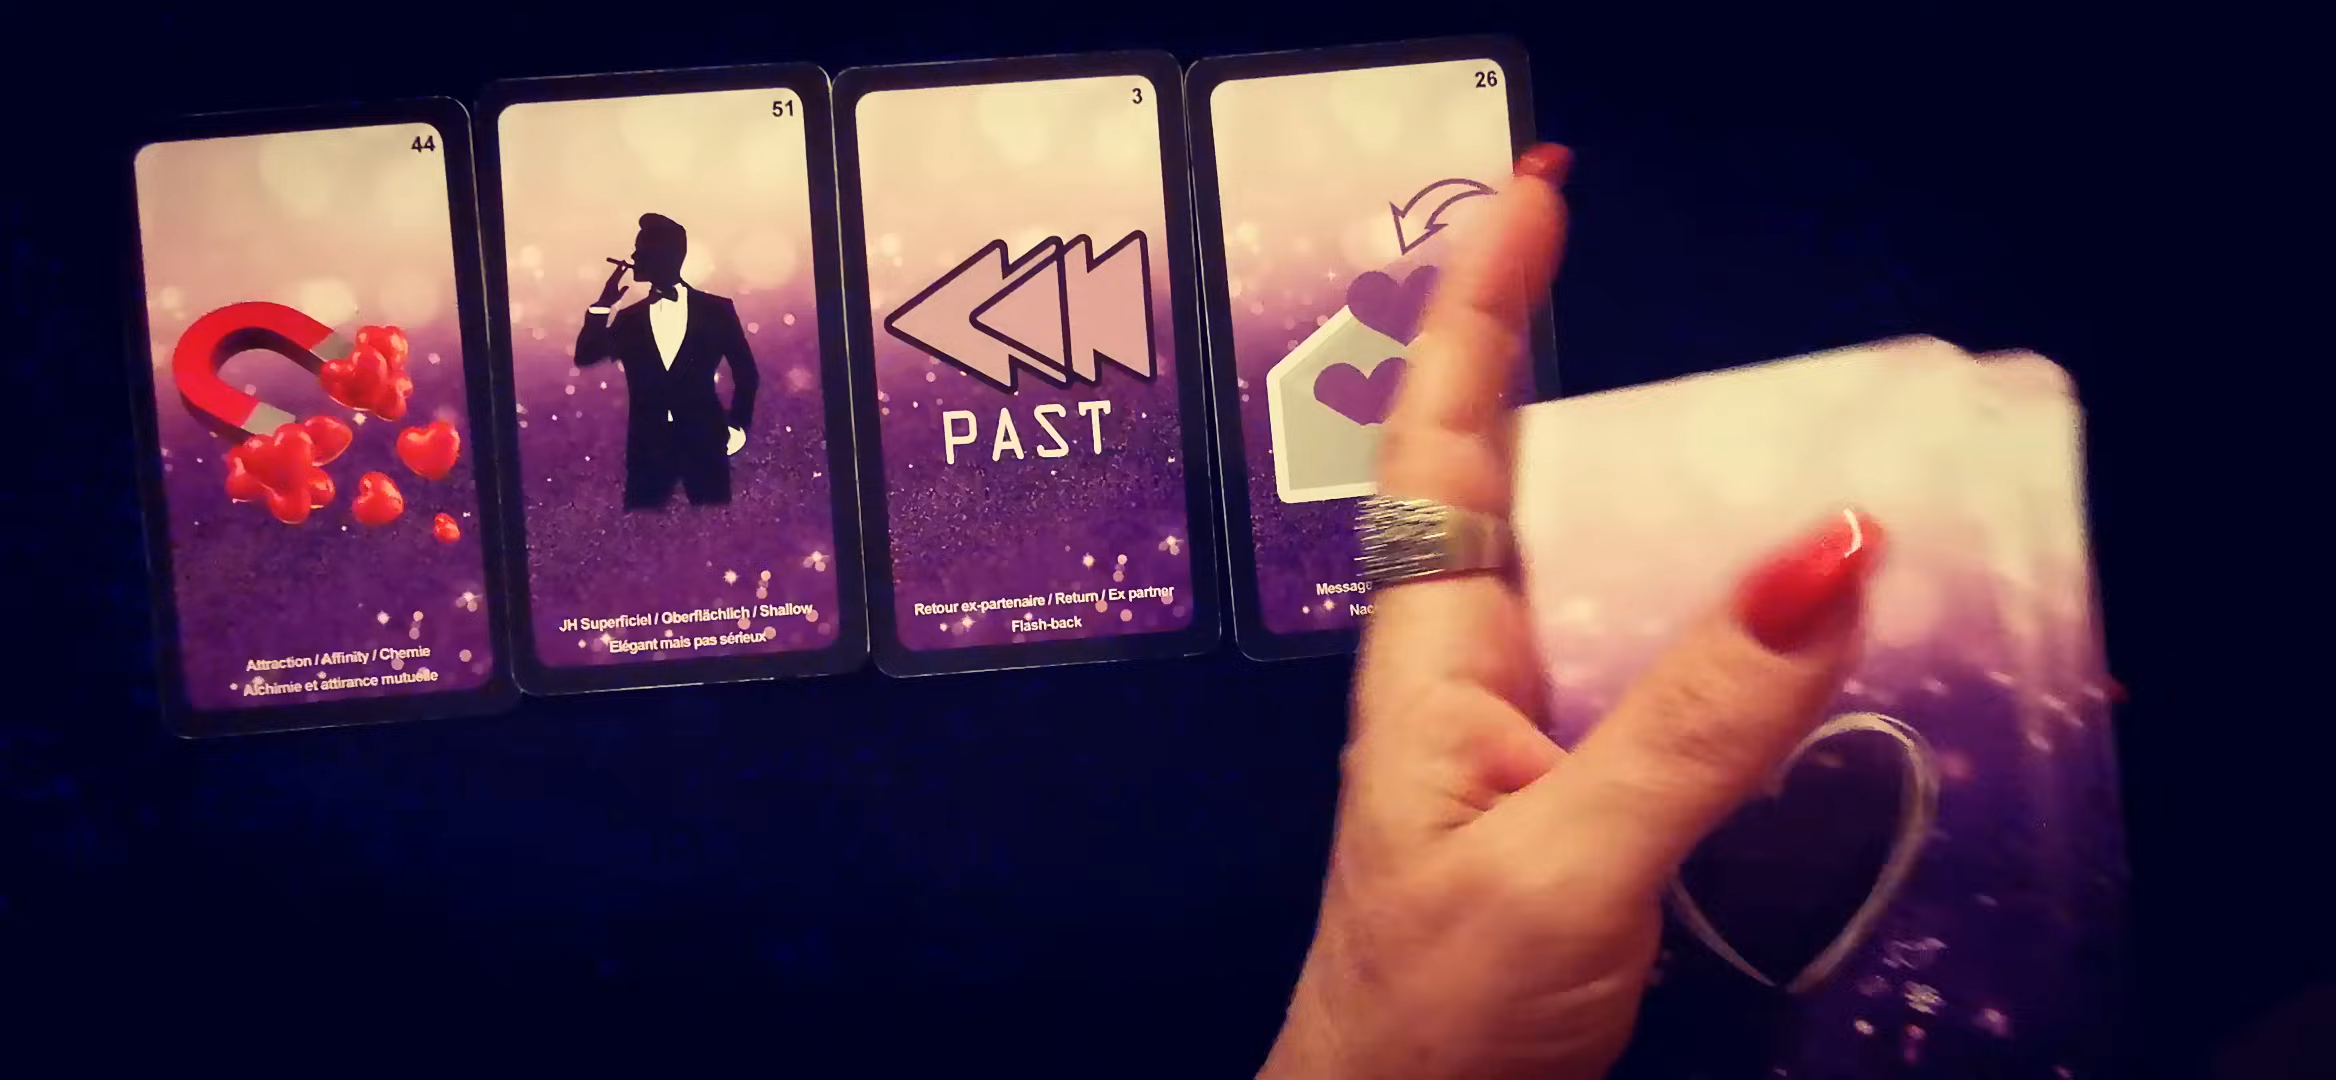 44
Attraction / Affinity / Chemie
Alchimie et attirance mutuelle
51
JH Superficiel / Oberflächlich / Shallow
Elégant mais pas sérieux
3
PAST
Retour ex-partenaire / Return / Ex partner
Flash-back
26
Message